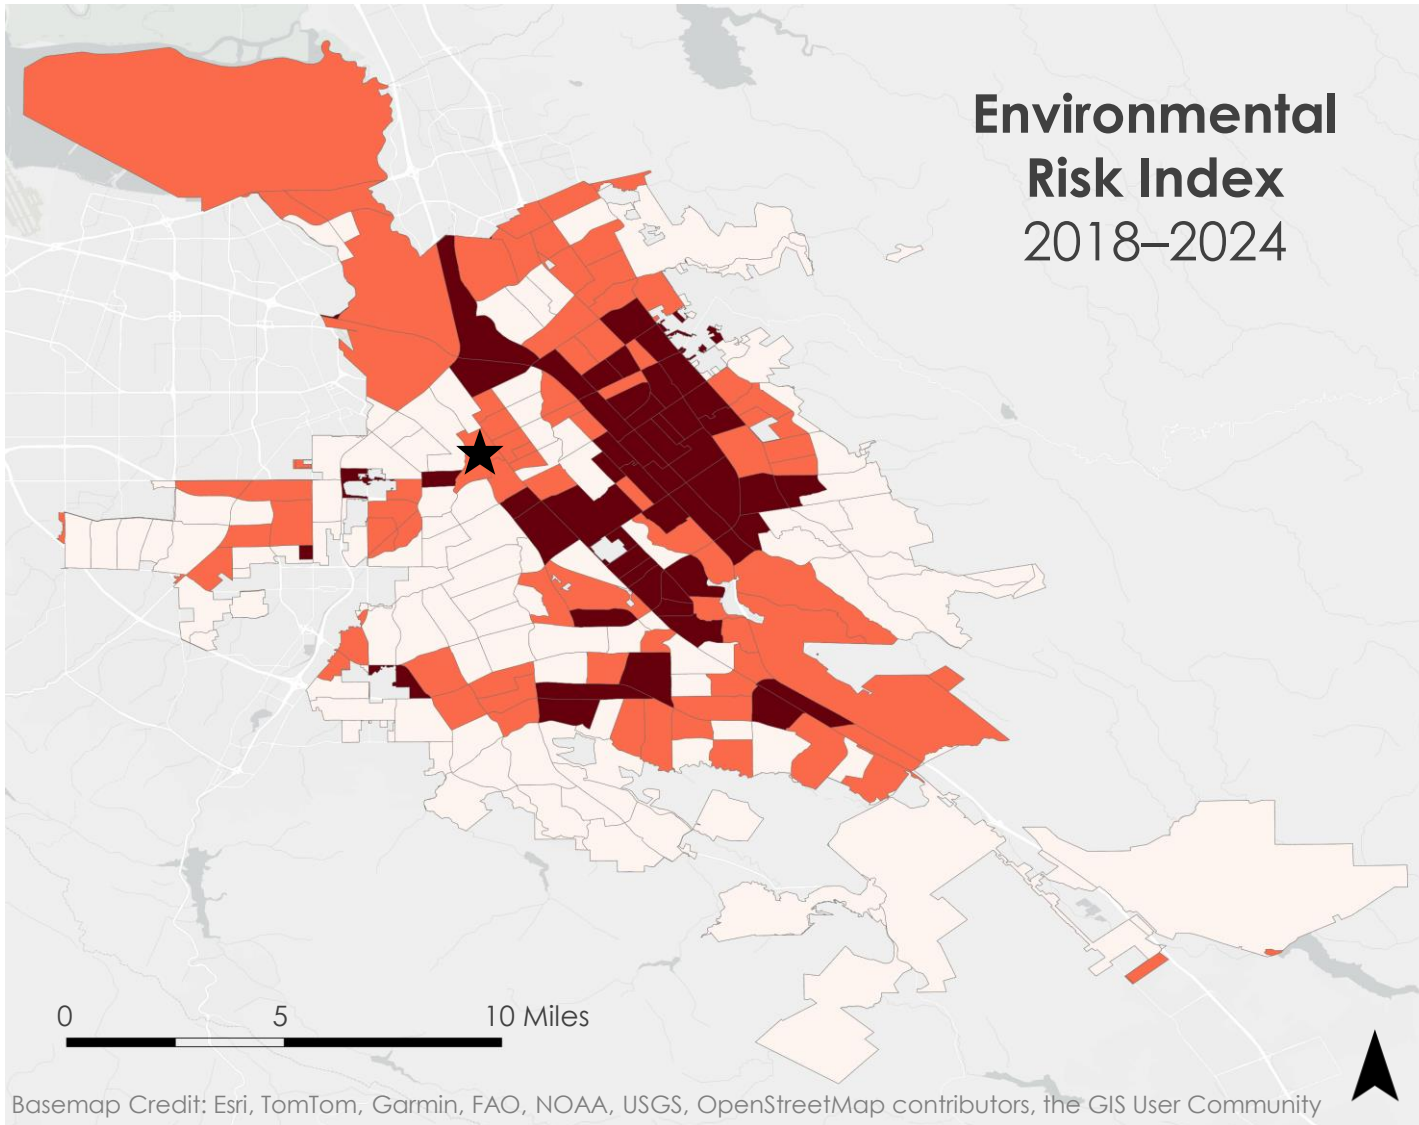 Environmental
Risk Index
2018–2024
0 5 10 Miles
Basemap Credit: Esri, TomTom, Garmin, FAO, NOAA, USGS, OpenStreetMap contributors, the GIS User Community